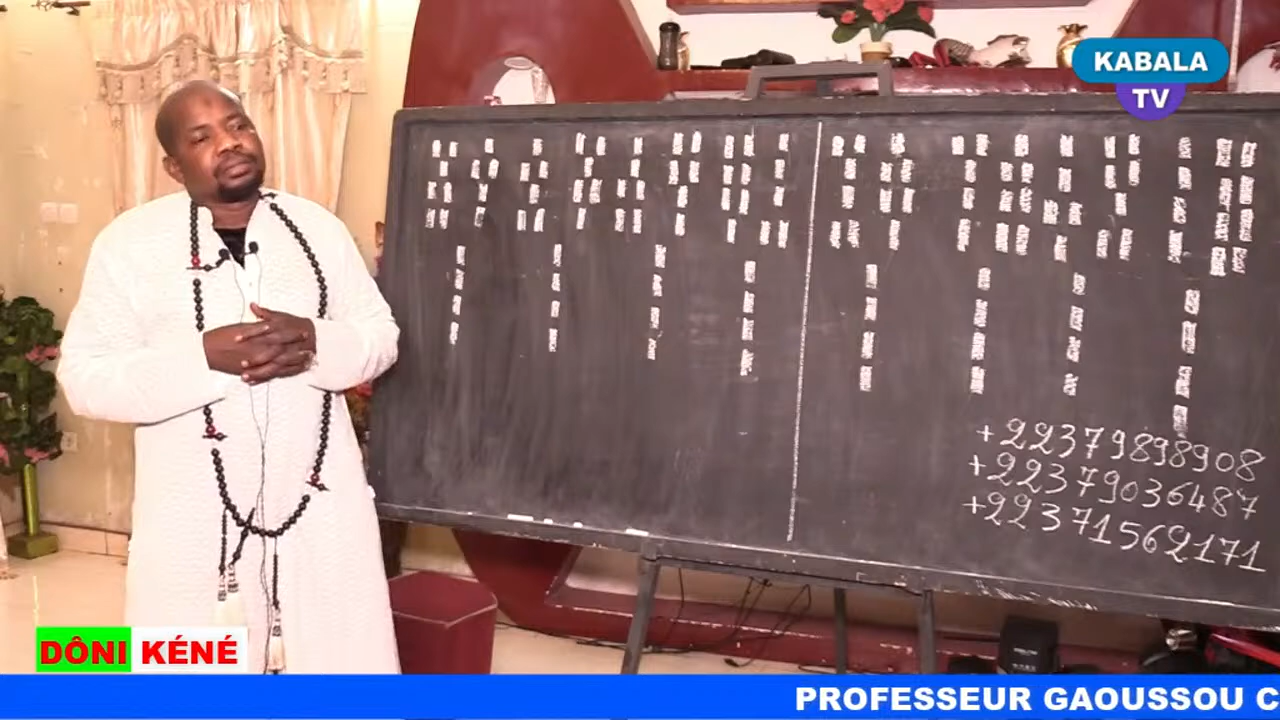 KABALA
TV
+22379898908
+22379036487
+22371562171
DÔNI KÉNÉ
PROFESSEUR GAOUSSOU C